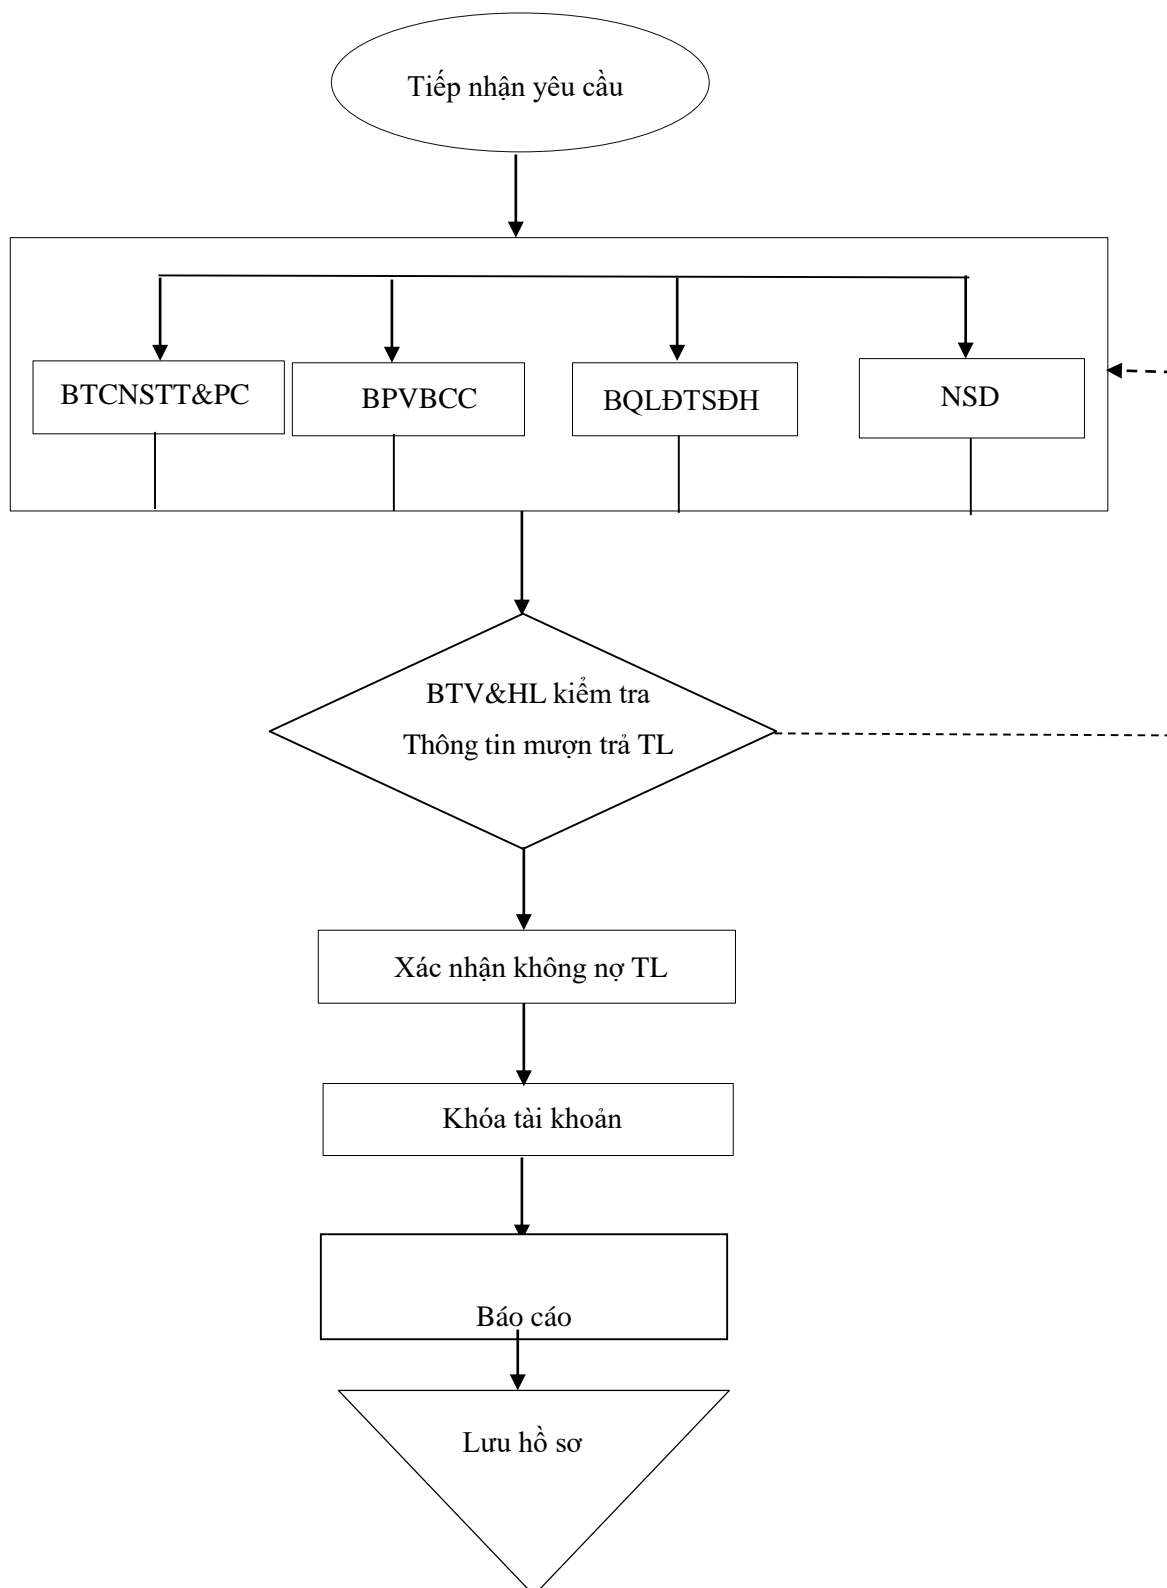 Tiếp nhận yêu cầu
BTCNSTT&PC
BPVBCC
BQLĐTSĐH
NSD
BTV&HL kiểm tra
Thông tin mượn trả TL
Xác nhận không nợ TL
Khóa tài khoản
Báo cáo
Lưu hồ sơ